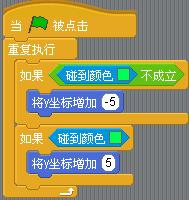 当 被点击
重复执行
如果 碰到颜色 不成立
将y坐标增加 -5
如果 碰到颜色
将y坐标增加 5